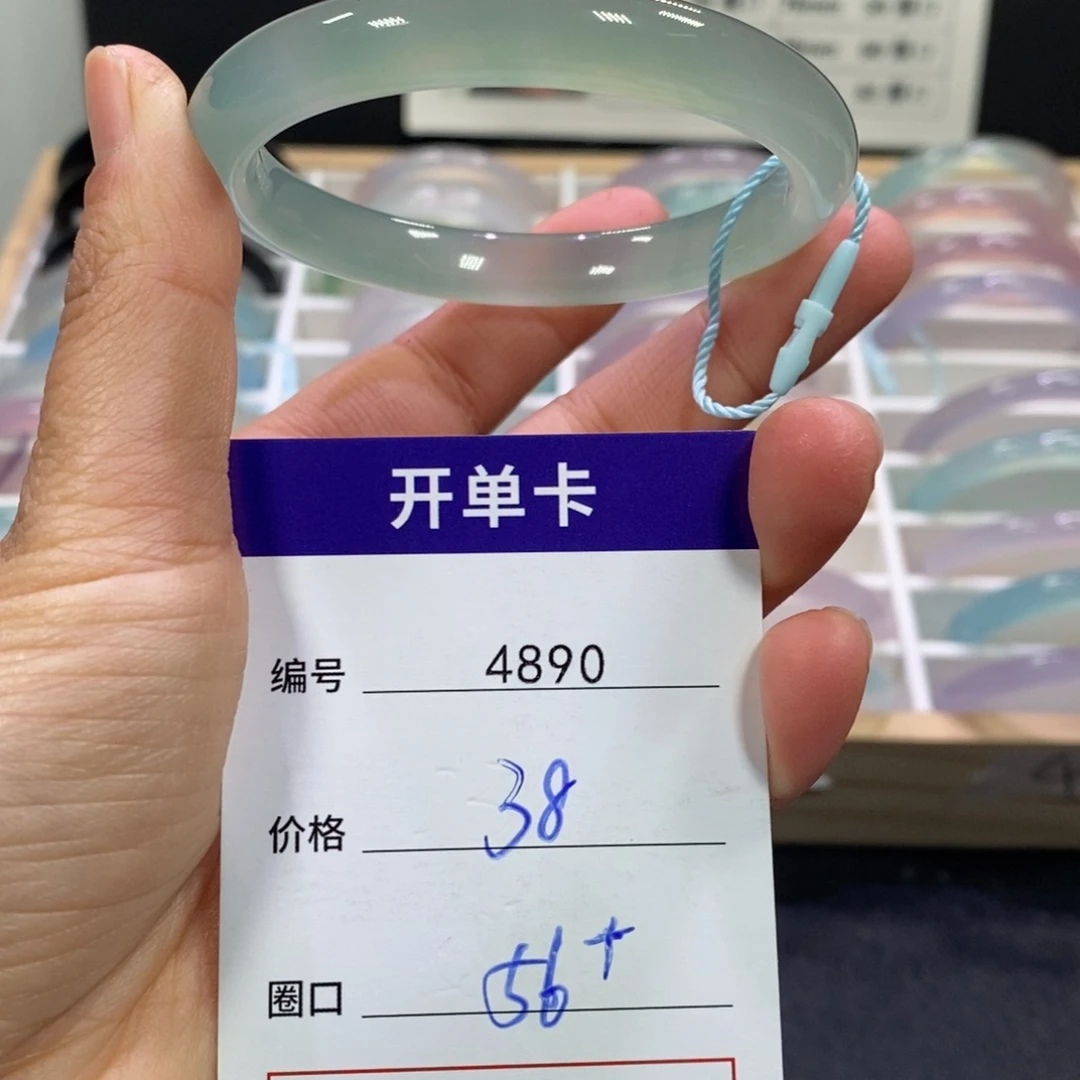 开单卡
编号 4890
价格 38
圈口 56+